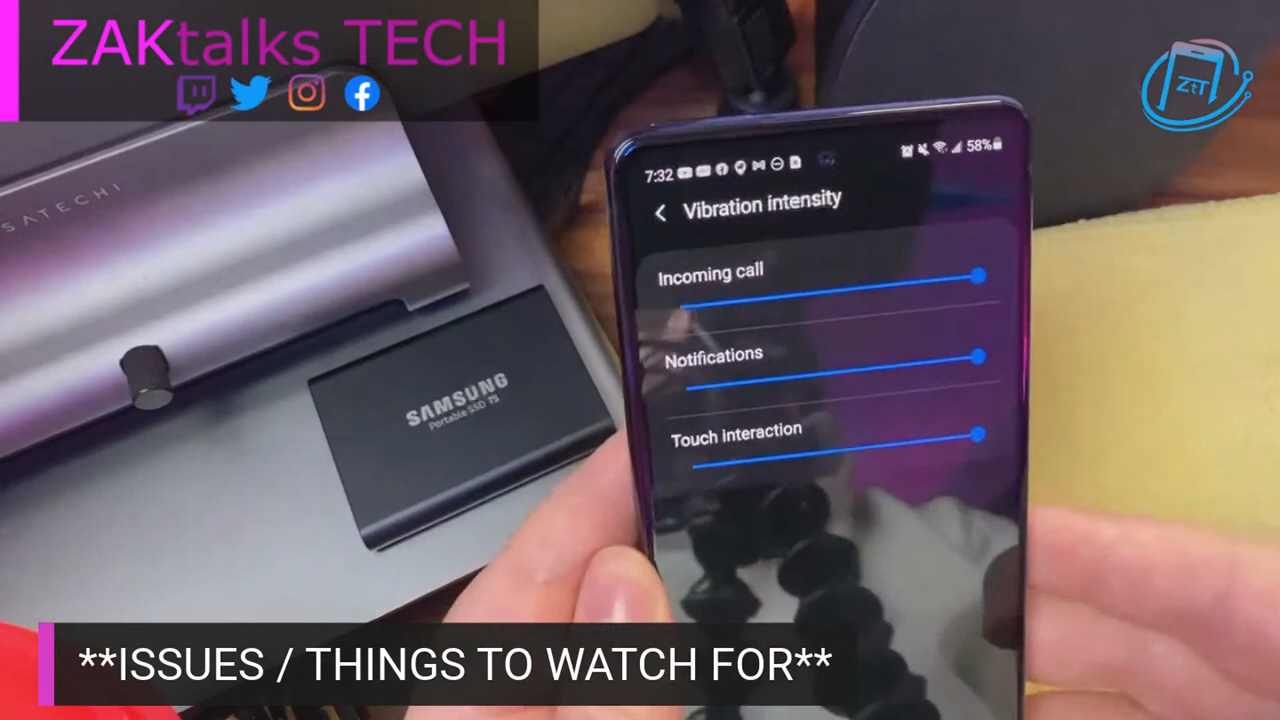 ZAKtalks TECH
ZtT
7:32
58%
Vibration intensity
SATECHI
Incoming call
Notifications
SAMSUNG
Portable SSD T5
Touch interaction
**ISSUES / THINGS TO WATCH FOR**